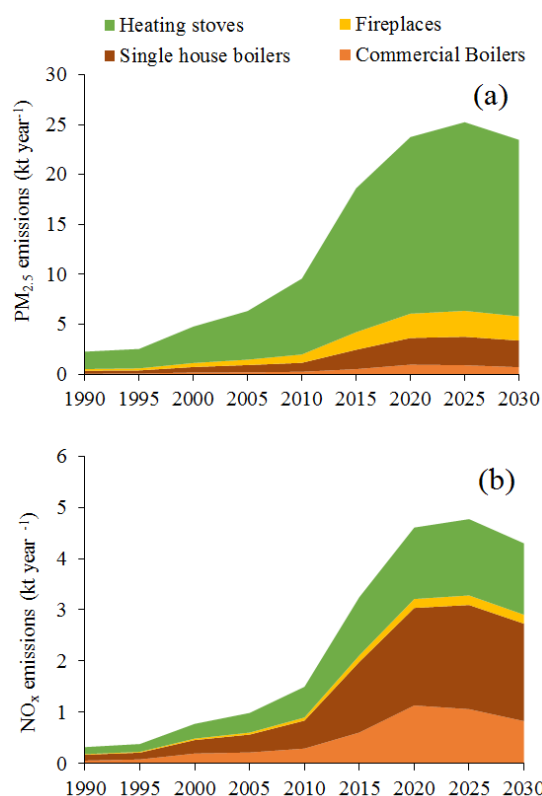 Heating stoves Fireplaces
Single house boilers Commercial Boilers
(a)
PM2.5 emissions (kt year-1)
30
25
20
15
10
5
0
1990 1995 2000 2005 2010 2015 2020 2025 2030
(b)
NOx emissions (kt year -1)
6
5
4
3
2
1
0
1990 1995 2000 2005 2010 2015 2020 2025 2030